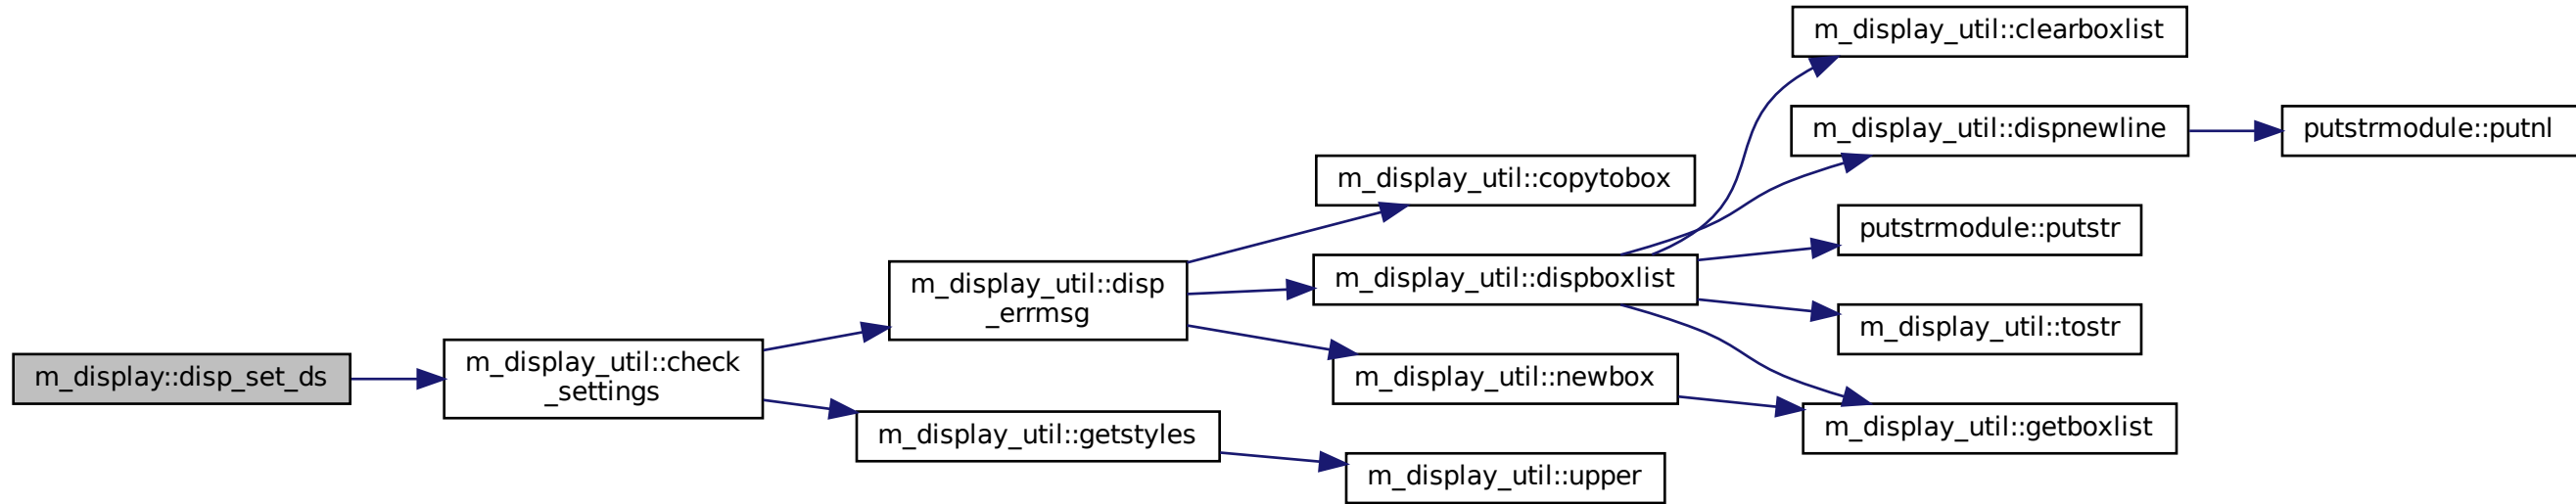 m_display_util::clearboxlist
m_display_util::dispnewline
putstrmodule::putnl
m_display_util::copytobox
putstrmodule::putstr
m_display_util::disp
_errmsg
m_display_util::dispboxlist
m_display_util::tostr
m_display::disp_set_ds
m_display_util::check
_settings
m_display_util::newbox
m_display_util::getstyles
m_display_util::getboxlist
m_display_util::upper